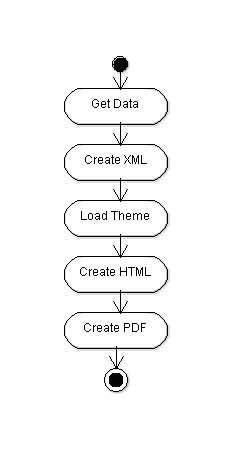 Get Data
Create XML
Load Theme
Create HTML
Create PDF